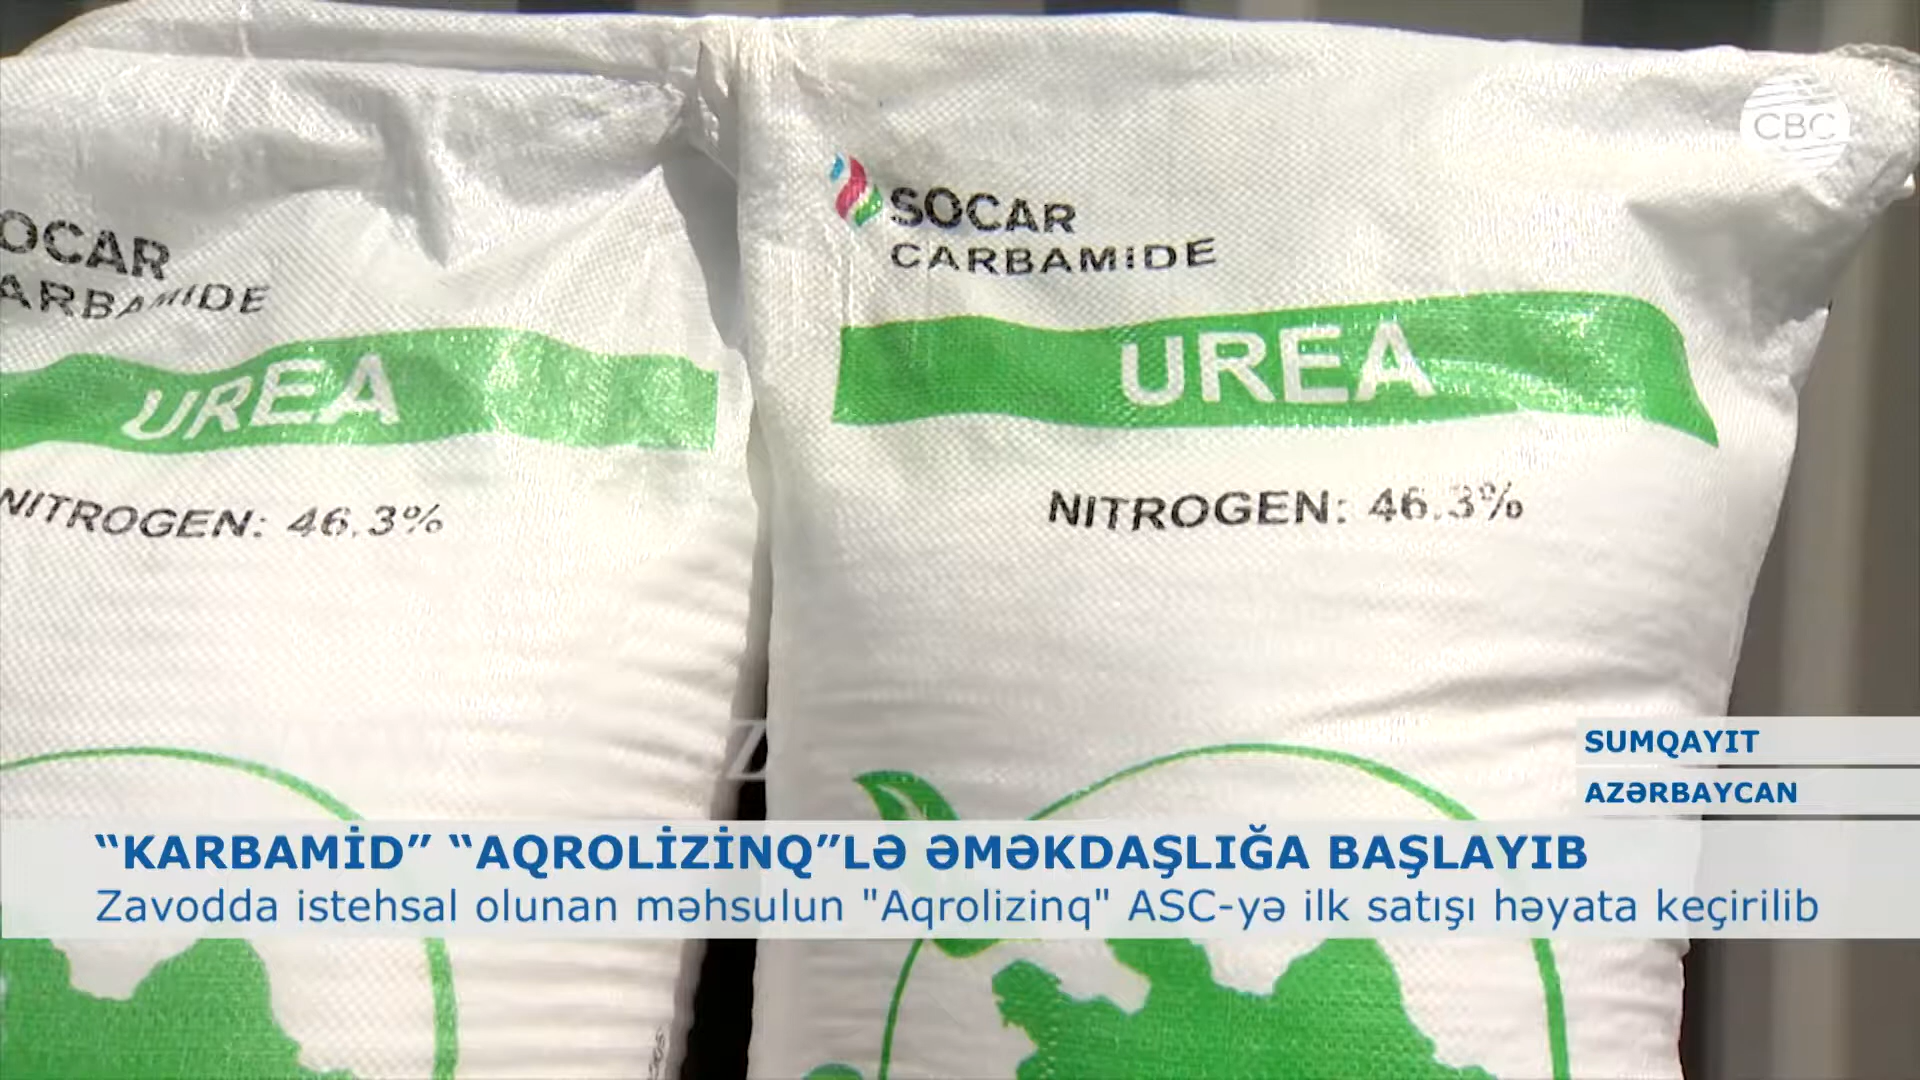 CBC
OCAR
ARBAMIDE
UREA
NITROGEN: 46.3%
SOCAR
CARBAMiDE
UREA
NITROGEN: 46.3%
SUMQAYIT
AZƏRBAYCAN
“KARBAMİD” “AQROLİZİNQ”LƏ ƏMƏKDAŞLIĞA BAŞLAYIB
Zavodda istehsal olunan məhsulun "Aqrolizinq" ASC-yə ilk satışı həyata keçirilib